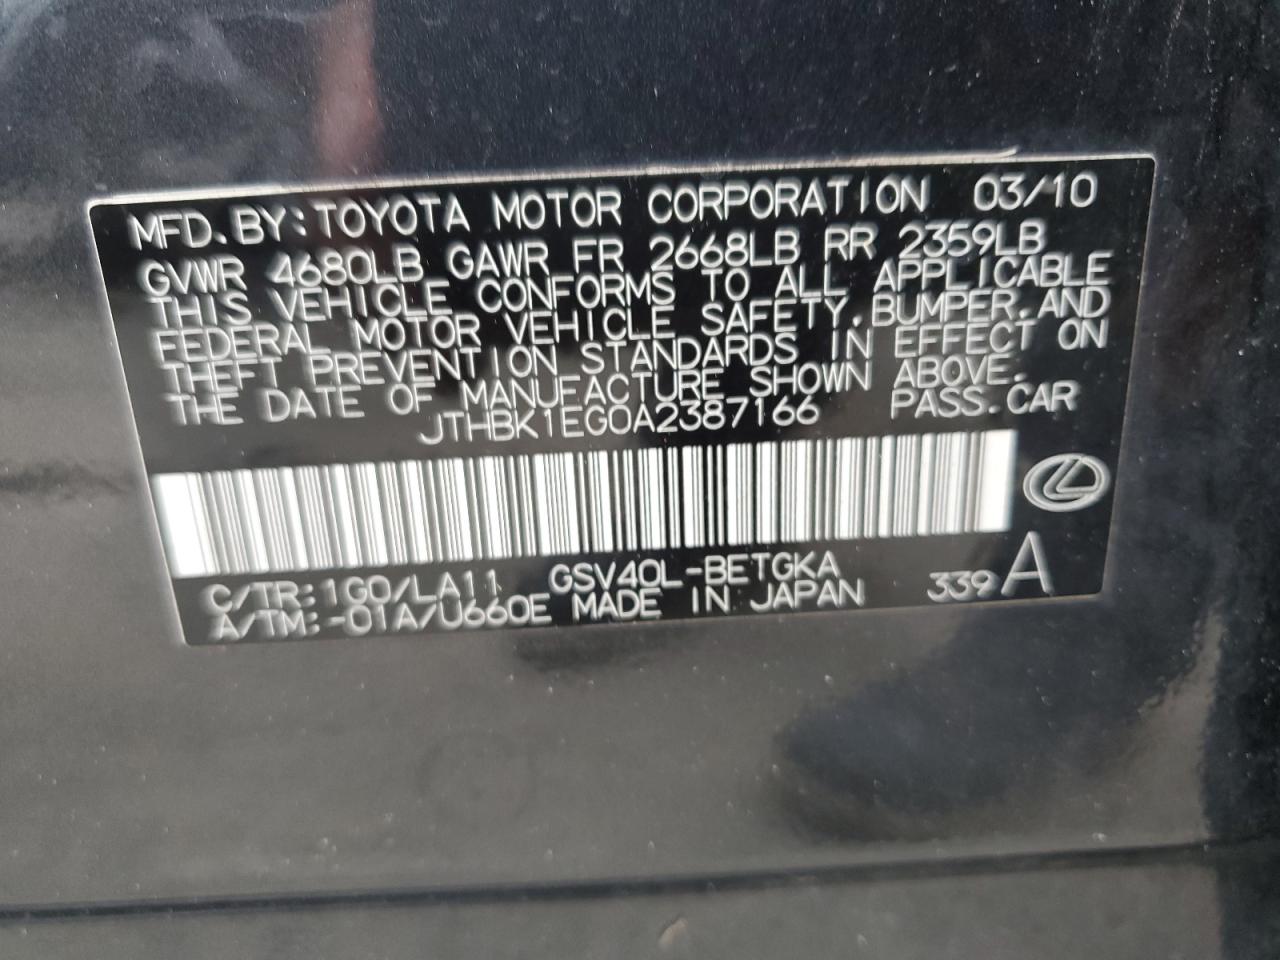 MFD. BY: TOYOTA MOTOR CORPORATION 03/10
GVWR 4680LB GAWR FR 2668LB RR 2359LB
THIS VEHICLE CONFORMS TO ALL APPLICABLE
FEDERAL MOTOR VEHICLE SAFETY, BUMPER, AND
THEFT PREVENTION STANDARDS IN EFFECT ON
THE DATE OF MANUFACTURE SHOWN ABOVE.
JTHBK1EG0A2387166 PASS. CAR
C/TR: 1G0/LA11 GSV40L-BETGKA
A/TM: -01A/U660E MADE IN JAPAN 339 A